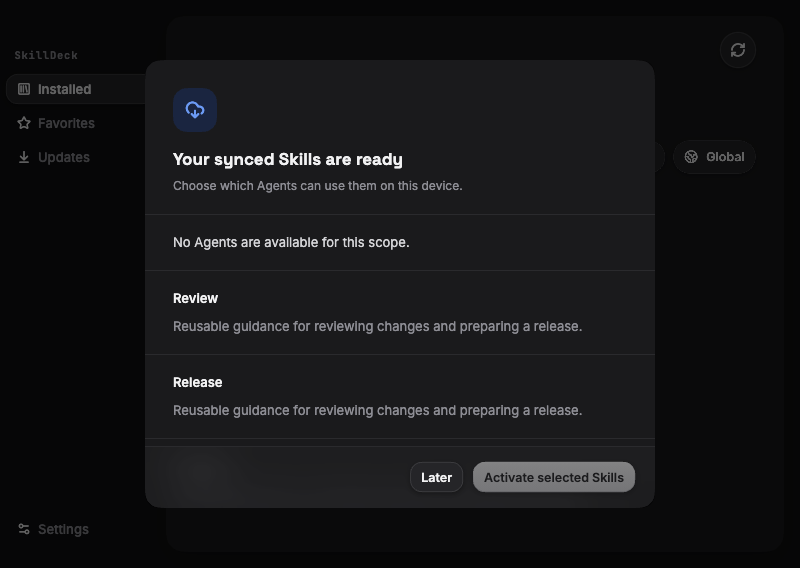 SkillDeck
Installed
Favorites
Updates
Global
Your synced Skills are ready
Choose which Agents can use them on this device.
No Agents are available for this scope.
Review
Reusable guidance for reviewing changes and preparing a release.
Release
Reusable guidance for reviewing changes and preparing a release.
Later
Activate selected Skills
Settings